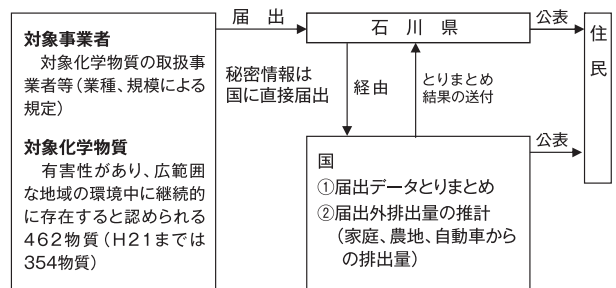 対象事業者
対象化学物質の取扱事
業者等(業種、規模による
規定)
対象化学物質
有害性があり、広範囲
な地域の環境中に継続的
に存在すると認められる
462物質(H21までは
354物質)
届出
秘密情報は
国に直接届出
石川県
経由
とりまとめ
結果の送付
国
①届出データとりまとめ
②届出外排出量の推計
(家庭、農地、自動車から
の排出量)
公表
公表
住民